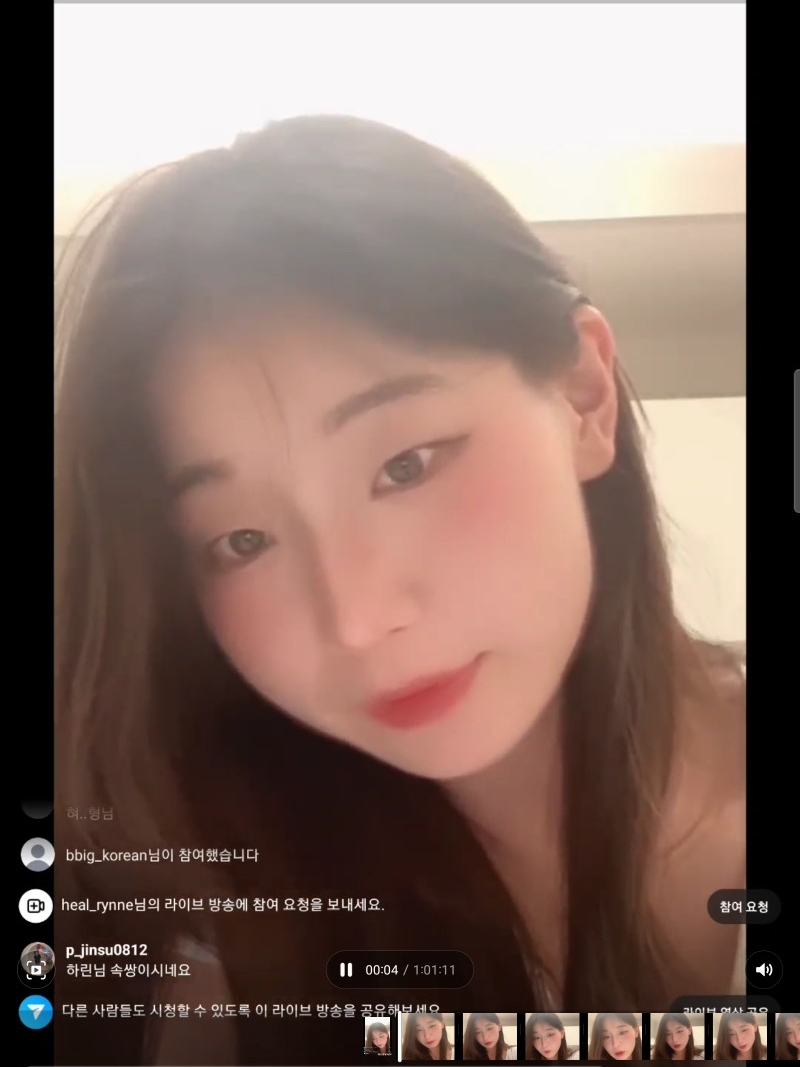 혀..형님
bbig_korean님이 참여했습니다
heal_rynne님의 라이브 방송에 참여 요청을 보내세요.
참여 요청
p_jinsu0812
하린님 속쌍이시네요
00:04 / 1:01:11
다른 사람들도 시청할 수 있도록 이 라이브 방송을 공유해보세요
라이브 영상 공유